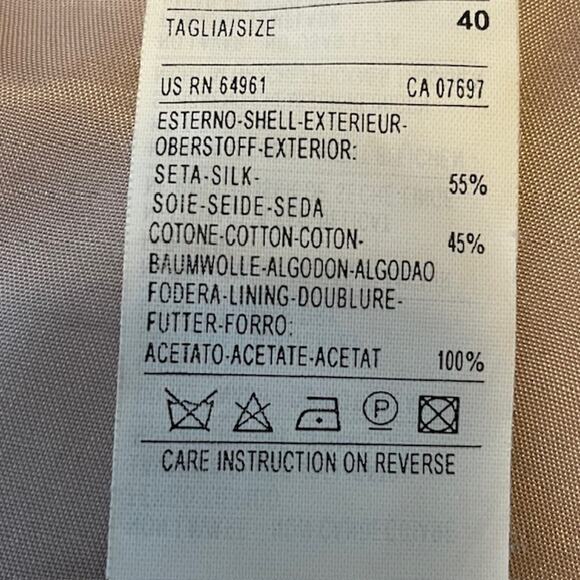 TAGLIA/SIZE 40
US RN 64961 CA 07697
ESTERNO-SHELL-EXTERIEUR-
OBERSTOFF-EXTERIOR:
SETA-SILK- 55%
SOIE-SEIDE-SEDA
COTONE-COTTON-COTON- 45%
BAUMWOLLE-ALGODON-ALGODAO
FODERA-LINING-DOUBLURE-
FUTTER-FORRO:
ACETATO-ACETATE-ACETAT 100%
P
CARE INSTRUCTION ON REVERSE